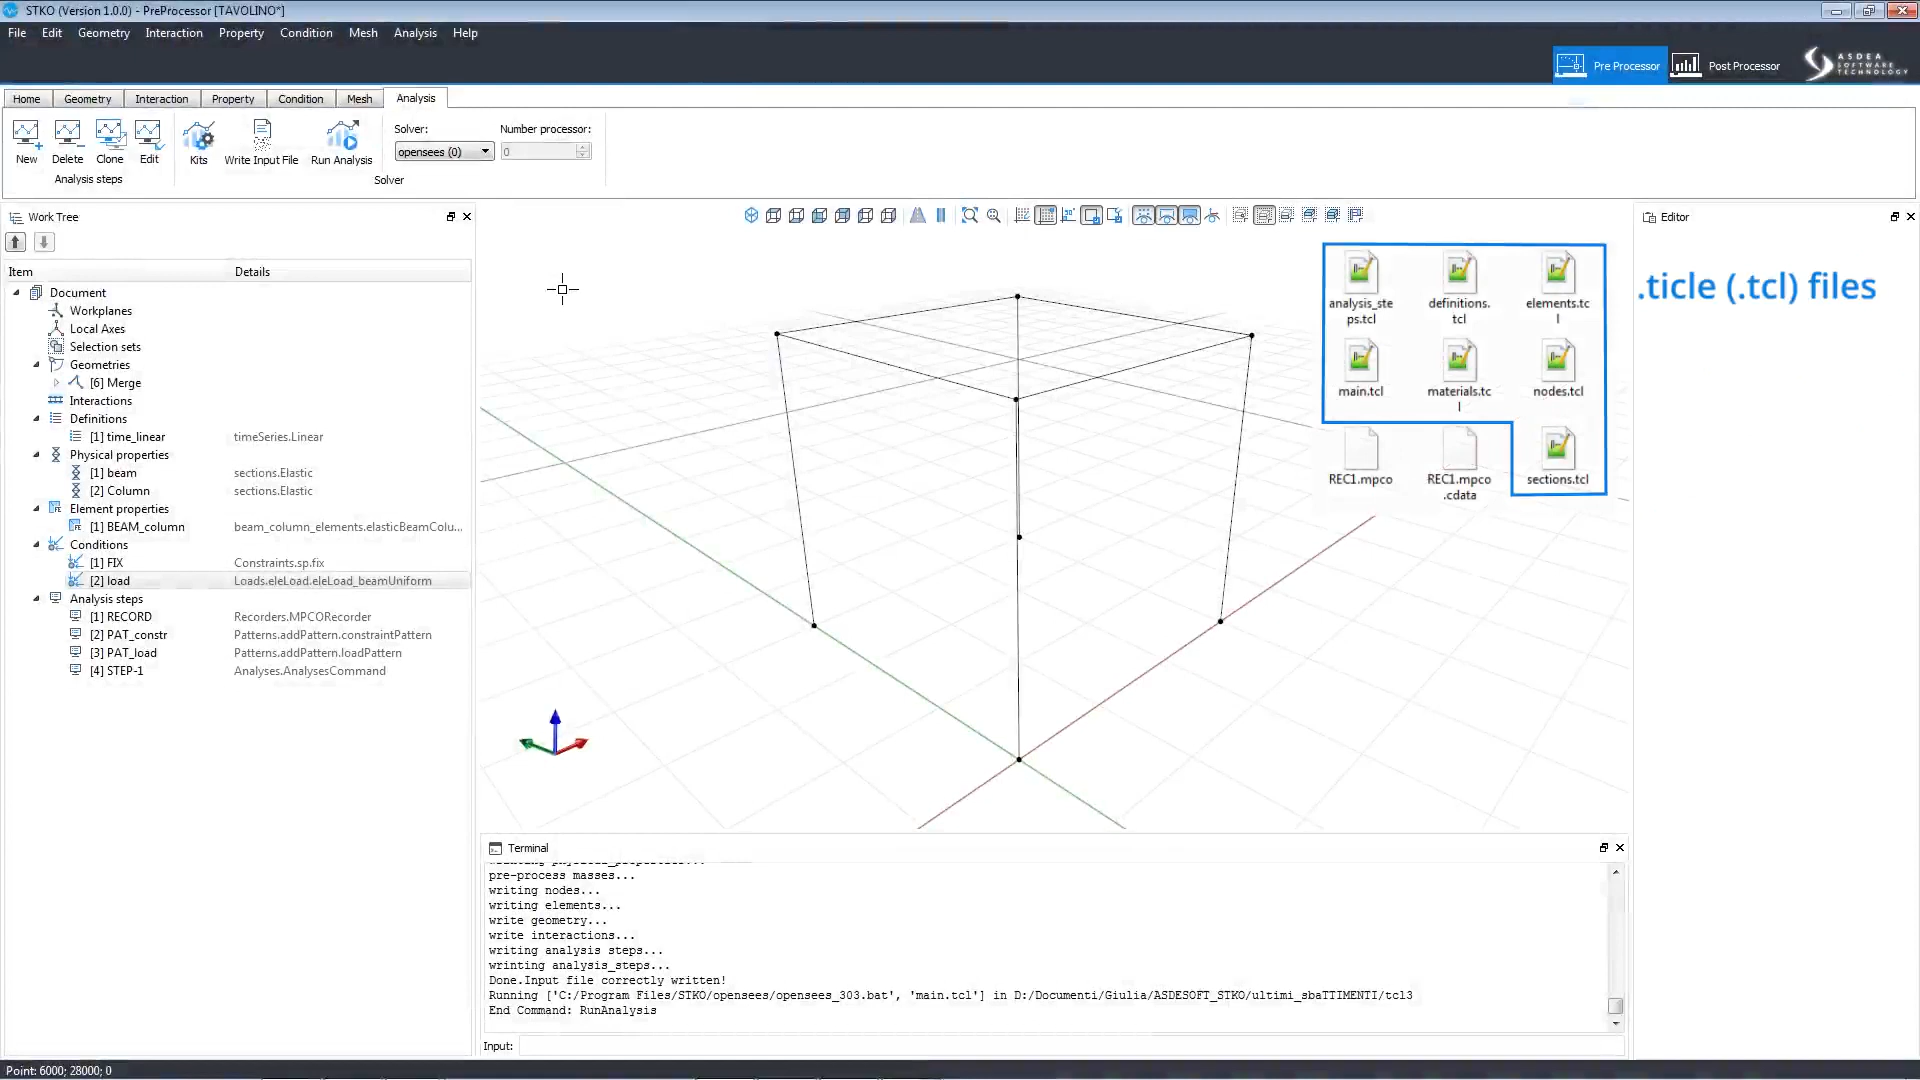 STKO (Version 1.0.0) - PreProcessor [TAVOLINO*]
File Edit Geometry Interaction Property Condition Mesh Analysis Help
Pre Processor Post Processor
ASDEA
SOFTWARE
TECHNOLOGY
Home Geometry Interaction Property Condition Mesh Analysis
Solver: Number processor:
opensees (0) 0
New Delete Clone Edit Kits Write Input File Run Analysis
Analysis steps Solver
Work Tree
Editor
Item Details
Document
Workplanes
Local Axes
Selection sets
Geometries
[6] Merge
Interactions
Definitions
[1] time_linear timeSeries.Linear
Physical properties
[1] beam sections.Elastic
[2] Column sections.Elastic
Element properties
[1] BEAM_column beam_column_elements.elasticBeamColu...
Conditions
[1] FIX Constraints.sp.fix
[2] load Loads.eleLoad.eleLoad_beamUniform
Analysis steps
[1] RECORD Recorders.MPCORecorder
[2] PAT_constr Patterns.addPattern.constraintPattern
[3] PAT_load Patterns.addPattern.loadPattern
[4] STEP-1 Analyses.AnalysesCommand
analysis_ste
ps.tcl
definitions.
tcl
elements.tc
l
main.tcl
materials.tc
l
nodes.tcl
REC1.mpco
REC1.mpco
.cdata
sections.tcl
.ticle (.tcl) files
Terminal
pre-process masses...
writing nodes...
writing elements...
write geometry...
write interactions...
writing analysis steps...
wrinting analysis_steps...
Done.Input file correctly written!
Running ['C:/Program Files/STKO/opensees/opensees_303.bat', 'main.tcl'] in D:/Documenti/Giulia/ASDESOFT_STKO/ultimi_sbaTTIMENTI/tcl3
End Command: RunAnalysis
Input:
Point: 6000; 28000; 0